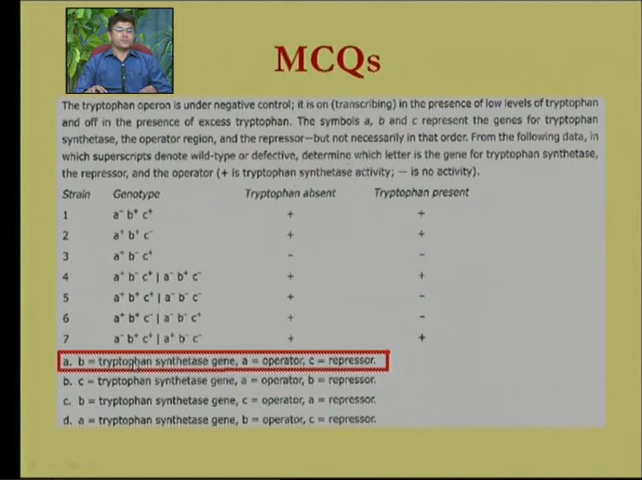 MCQs
The tryptophan operon is under negative control; it is on (transcribing) in the presence of low levels of tryptophan
and off in the presence of excess tryptophan. The symbols a, b and c represent the genes for tryptophan
synthetase, the operator region, and the repressor—but not necessarily in that order. From the following data, in
which superscripts denote wild-type or defective, determine which letter is the gene for tryptophan synthetase,
the repressor, and the operator (+ is tryptophan synthetase activity; − is no activity).
Strain Genotype Tryptophan absent Tryptophan present
1 a⁻ b⁺ c⁺ + +
2 a⁺ b⁺ c⁻ + +
3 a⁺ b⁻ c⁺ − −
4 a⁺ b⁻ c⁺ | a⁻ b⁺ c⁻ + +
5 a⁺ b⁺ c⁺ | a⁻ b⁻ c⁻ + −
6 a⁺ b⁺ c⁻ | a⁻ b⁻ c⁺ + −
7 a⁻ b⁺ c⁺ | a⁺ b⁻ c⁻ + +
a. b = tryptophan synthetase gene, a = operator, c = repressor.
b. c = tryptophan synthetase gene, a = operator, b = repressor.
c. b = tryptophan synthetase gene, c = operator, a = repressor.
d. a = tryptophan synthetase gene, b = operator, c = repressor.